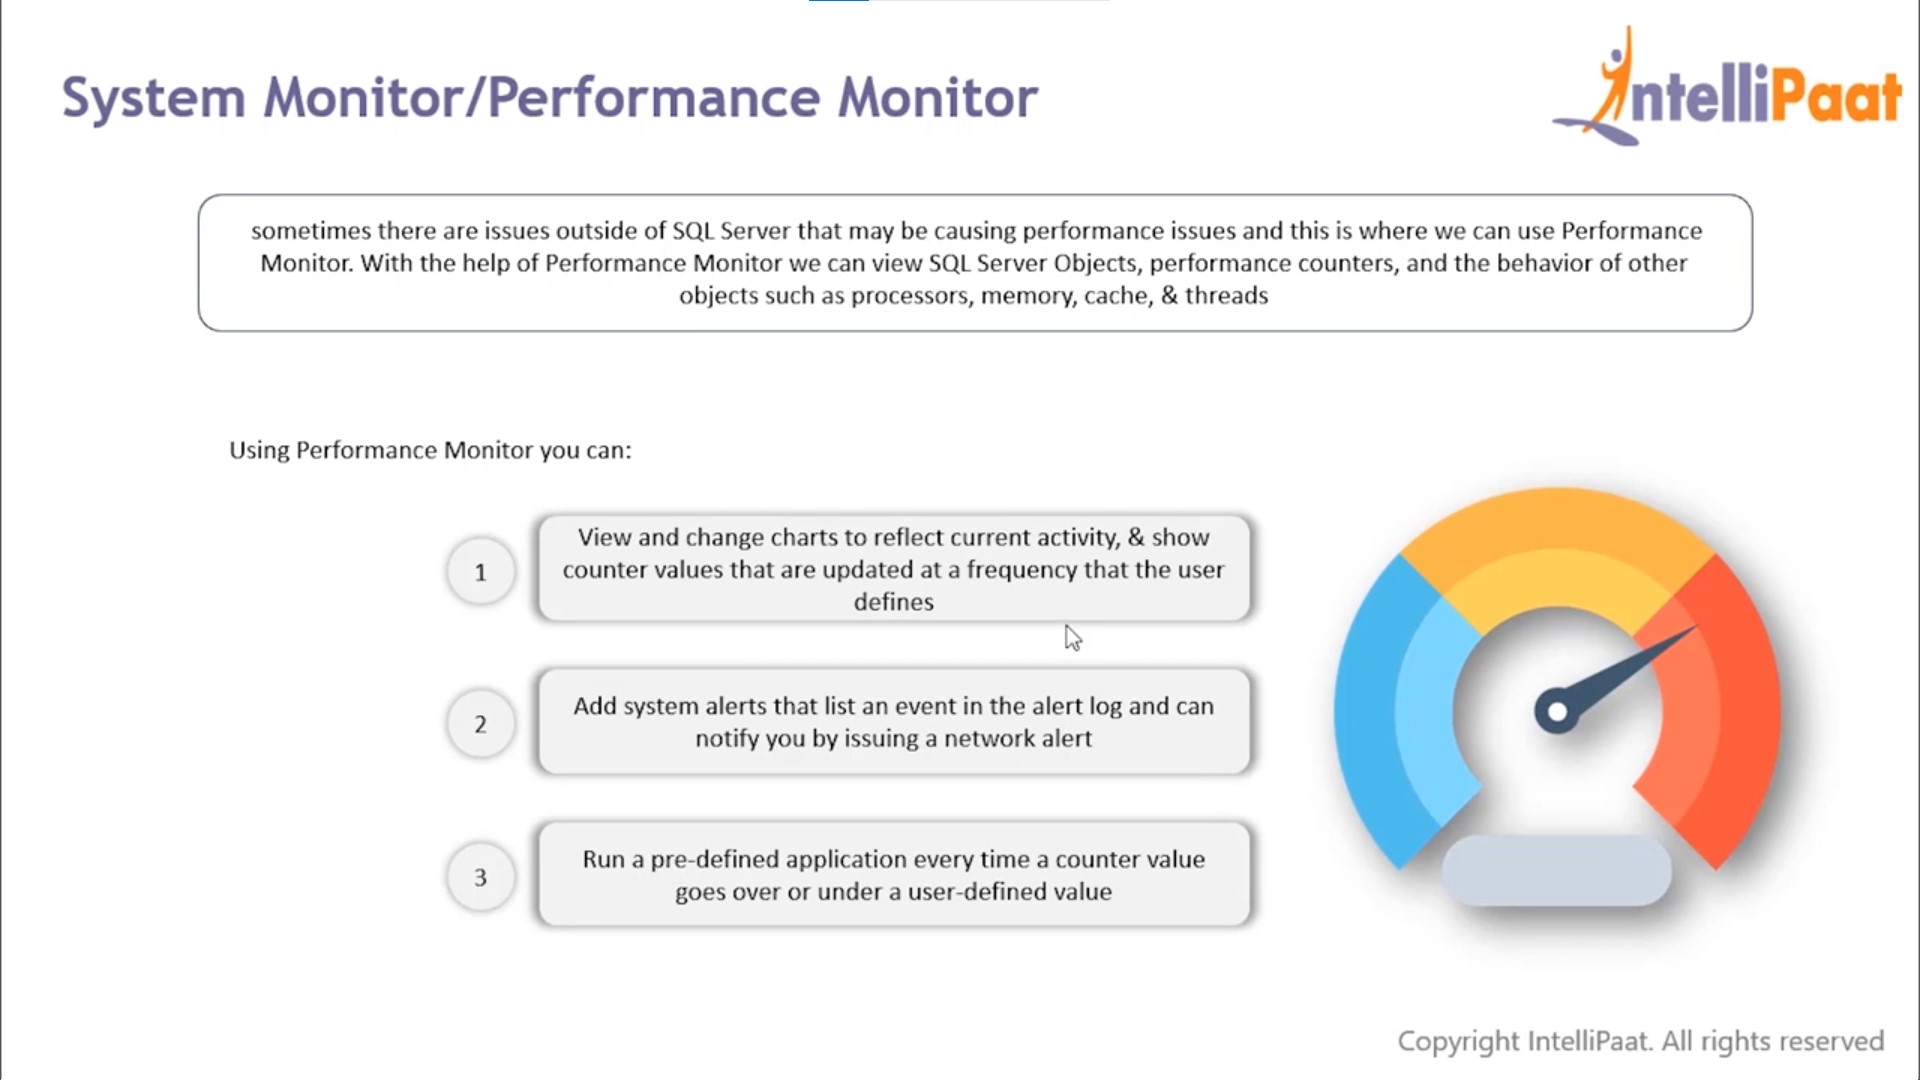 System Monitor/Performance Monitor
IntelliPaat
sometimes there are issues outside of SQL Server that may be causing performance issues and this is where we can use Performance
Monitor. With the help of Performance Monitor we can view SQL Server Objects, performance counters, and the behavior of other
objects such as processors, memory, cache, & threads
Using Performance Monitor you can:
1
View and change charts to reflect current activity, & show
counter values that are updated at a frequency that the user
defines
2
Add system alerts that list an event in the alert log and can
notify you by issuing a network alert
3
Run a pre-defined application every time a counter value
goes over or under a user-defined value
Copyright IntelliPaat. All rights reserved